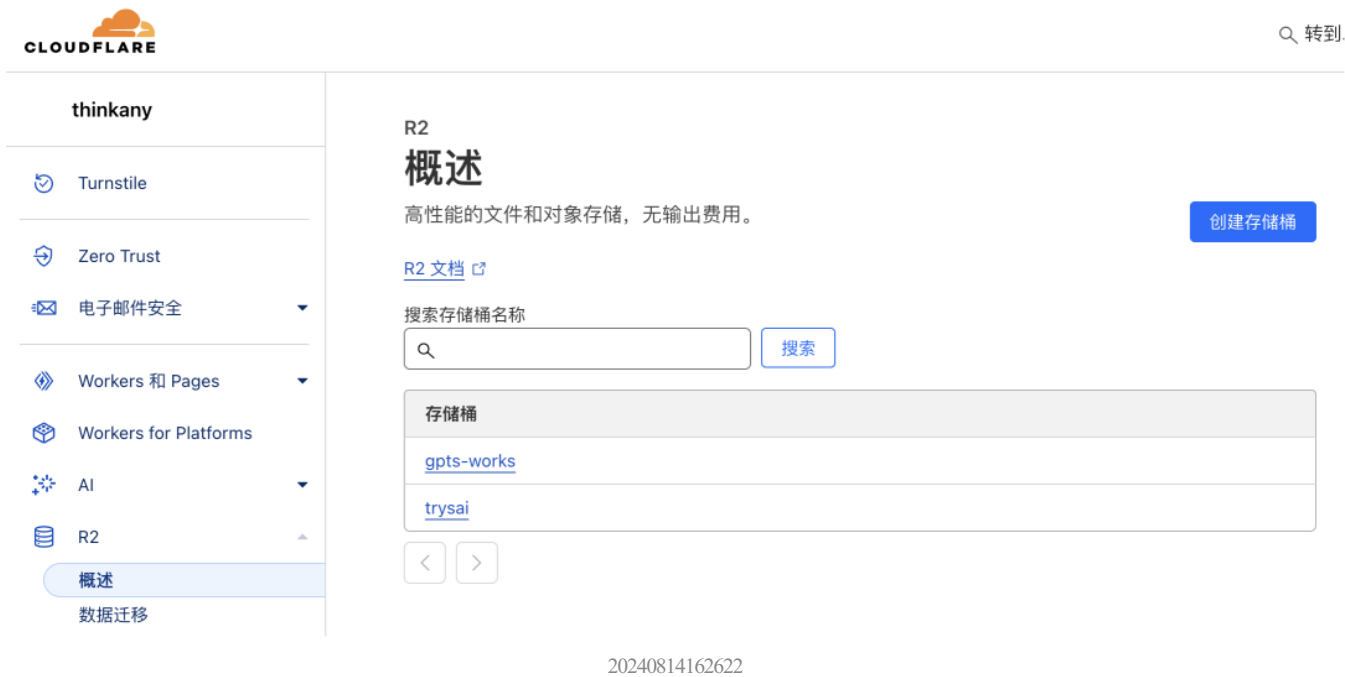 CLOUDFLARE
转到.
thinkany
Turnstile
Zero Trust
电子邮件安全
Workers 和 Pages
Workers for Platforms
AI
R2
概述
数据迁移
R2
概述
高性能的文件和对象存储，无输出费用。
创建存储桶
R2 文档
搜索存储桶名称
搜索
存储桶
gpts-works
trysai
20240814162622